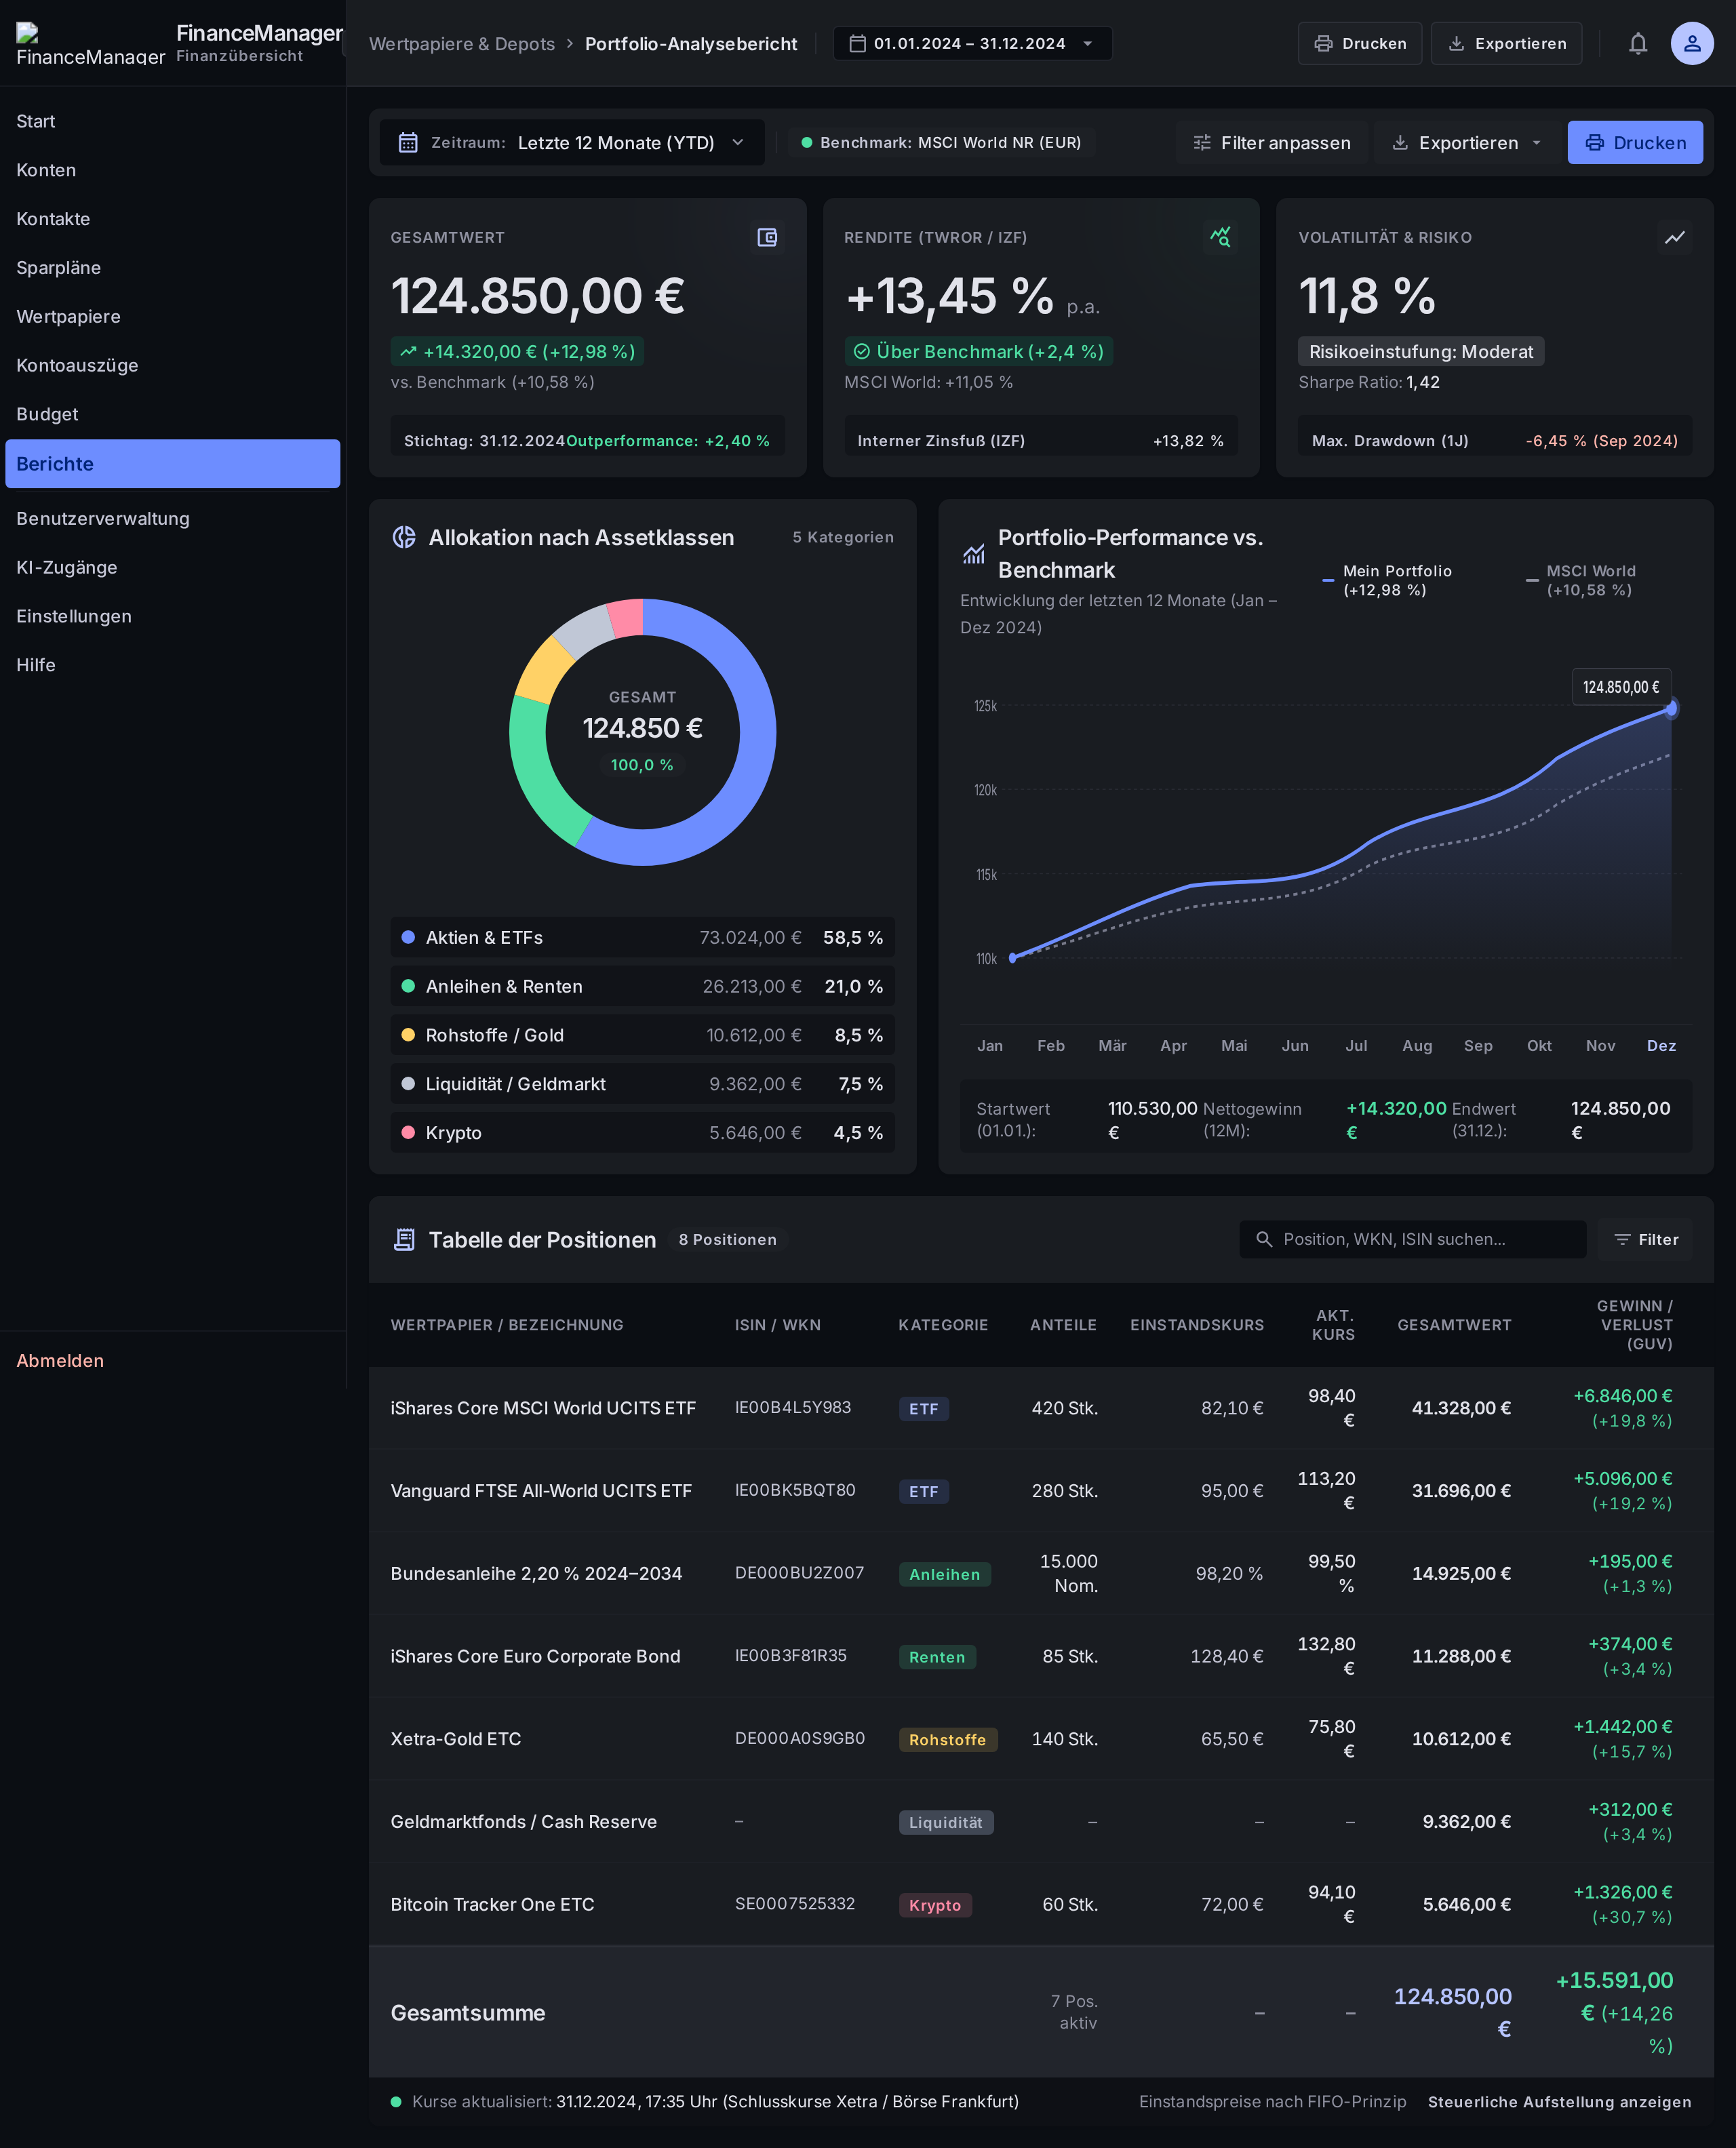 FinanceManager
FinanceManager
Finanzübersicht
Start
Konten
Kontakte
Sparpläne
Wertpapiere
Kontoauszüge
Budget
Berichte
Benutzerverwaltung
KI-Zugänge
Einstellungen
Hilfe
Abmelden
Wertpapiere & Depots › Portfolio-Analysebericht
01.01.2024 – 31.12.2024
Drucken
Exportieren
Zeitraum: Letzte 12 Monate (YTD)
Benchmark: MSCI World NR (EUR)
Filter anpassen
Exportieren
Drucken
GESAMTWERT
124.850,00 €
+14.320,00 € (+12,98 %)
vs. Benchmark (+10,58 %)
Stichtag: 31.12.2024 Outperformance: +2,40 %
RENDITE (TWROR / IZF)
+13,45 % p.a.
Über Benchmark (+2,4 %)
MSCI World: +11,05 %
Interner Zinsfuß (IZF) +13,82 %
VOLATILITÄT & RISIKO
11,8 %
Risikoeinstufung: Moderat
Sharpe Ratio: 1,42
Max. Drawdown (1J) -6,45 % (Sep 2024)
Allokation nach Assetklassen
5 Kategorien
GESAMT
124.850 €
100,0 %
Aktien & ETFs 73.024,00 € 58,5 %
Anleihen & Renten 26.213,00 € 21,0 %
Rohstoffe / Gold 10.612,00 € 8,5 %
Liquidität / Geldmarkt 9.362,00 € 7,5 %
Krypto 5.646,00 € 4,5 %
Portfolio-Performance vs.
Benchmark
Entwicklung der letzten 12 Monate (Jan –
Dez 2024)
Mein Portfolio
(+12,98 %)
MSCI World
(+10,58 %)
124.850,00 €
125k
120k
115k
110k
Jan Feb Mär Apr Mai Jun Jul Aug Sep Okt Nov Dez
Startwert
(01.01.):
110.530,00
€
Nettogewinn
(12M):
+14.320,00
€
Endwert
(31.12.):
124.850,00
€
Tabelle der Positionen
8 Positionen
Position, WKN, ISIN suchen...
Filter
WERTPAPIER / BEZEICHNUNG
ISIN / WKN
KATEGORIE
ANTEILE
EINSTANDSKURS
AKT.
KURS
GESAMTWERT
GEWINN /
VERLUST
(GUV)
iShares Core MSCI World UCITS ETF
IE00B4L5Y983
ETF
420 Stk.
82,10 €
98,40
€
41.328,00 €
+6.846,00 €
(+19,8 %)
Vanguard FTSE All-World UCITS ETF
IE00BK5BQT80
ETF
280 Stk.
95,00 €
113,20
€
31.696,00 €
+5.096,00 €
(+19,2 %)
Bundesanleihe 2,20 % 2024–2034
DE000BU2Z007
Anleihen
15.000
Nom.
98,20 %
99,50
%
14.925,00 €
+195,00 €
(+1,3 %)
iShares Core Euro Corporate Bond
IE00B3F81R35
Renten
85 Stk.
128,40 €
132,80
€
11.288,00 €
+374,00 €
(+3,4 %)
Xetra-Gold ETC
DE000A0S9GB0
Rohstoffe
140 Stk.
65,50 €
75,80
€
10.612,00 €
+1.442,00 €
(+15,7 %)
Geldmarktfonds / Cash Reserve
–
Liquidität
–
–
–
9.362,00 €
+312,00 €
(+3,4 %)
Bitcoin Tracker One ETC
SE0007525332
Krypto
60 Stk.
72,00 €
94,10
€
5.646,00 €
+1.326,00 €
(+30,7 %)
Gesamtsumme
7 Pos.
aktiv
–
–
124.850,00
€
+15.591,00
€ (+14,26
%)
Kurse aktualisiert: 31.12.2024, 17:35 Uhr (Schlusskurse Xetra / Börse Frankfurt)
Einstandspreise nach FIFO-Prinzip
Steuerliche Aufstellung anzeigen